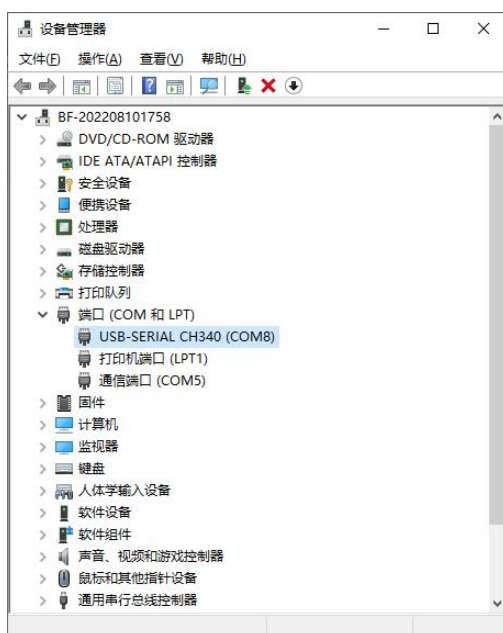 设备管理器
文件(F) 操作(A) 查看(V) 帮助(H)
BF-202208101758
DVD/CD-ROM 驱动器
IDE ATA/ATAPI 控制器
安全设备
便携设备
处理器
磁盘驱动器
存储控制器
打印队列
端口 (COM 和 LPT)
USB-SERIAL CH340 (COM8)
打印机端口 (LPT1)
通信端口 (COM5)
固件
计算机
监视器
键盘
人体学输入设备
软件设备
软件组件
声音、视频和游戏控制器
鼠标和其他指针设备
通用串行总线控制器